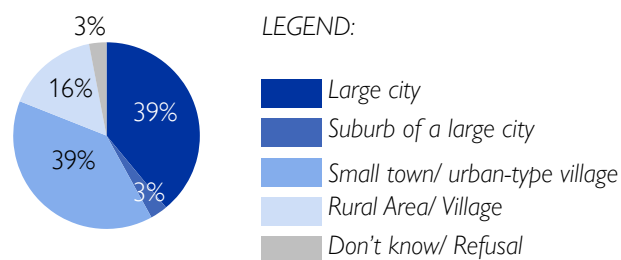 3%
16%
39%
39%
3%
LEGEND:
Large city
Suburb of a large city
Small town/ urban-type village
Rural Area/ Village
Don't know/ Refusal